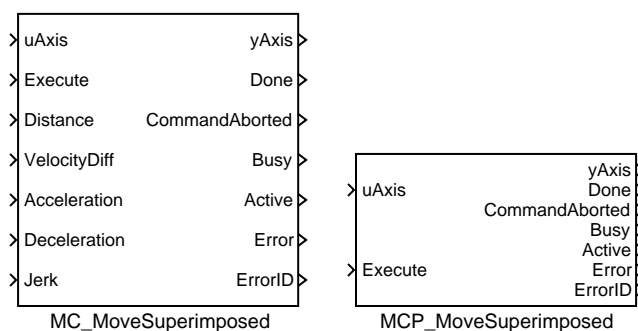 uAxis yAxis
Execute Done
Distance CommandAborted
VelocityDiff Busy
Acceleration Active
Deceleration Error
Jerk ErrorID
MC_MoveSuperimposed
yAxis
uAxis Done
CommandAborted
Busy
Active
Execute Error
ErrorID
MCP_MoveSuperimposed